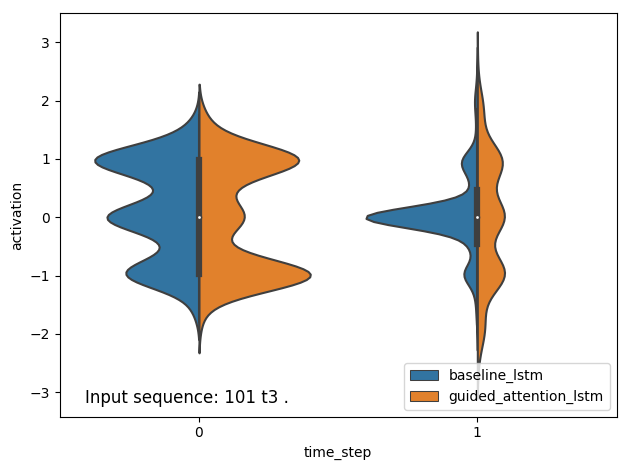 3
2
1
0
−1
−2
−3
activation
Input sequence: 101 t3 .
baseline_lstm
guided_attention_lstm
0 1
time_step